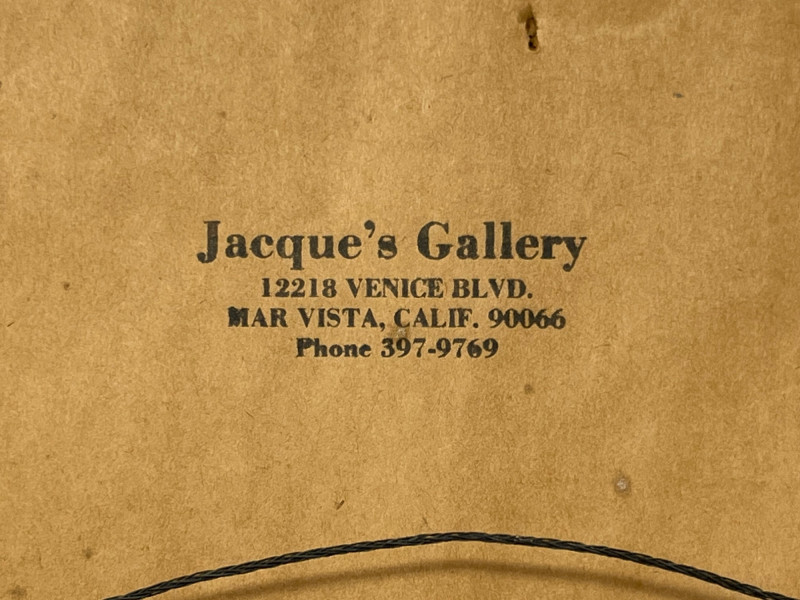 Jacque's Gallery
12218 VENICE BLVD.
MAR VISTA, CALIF. 90066
Phone 397-9769